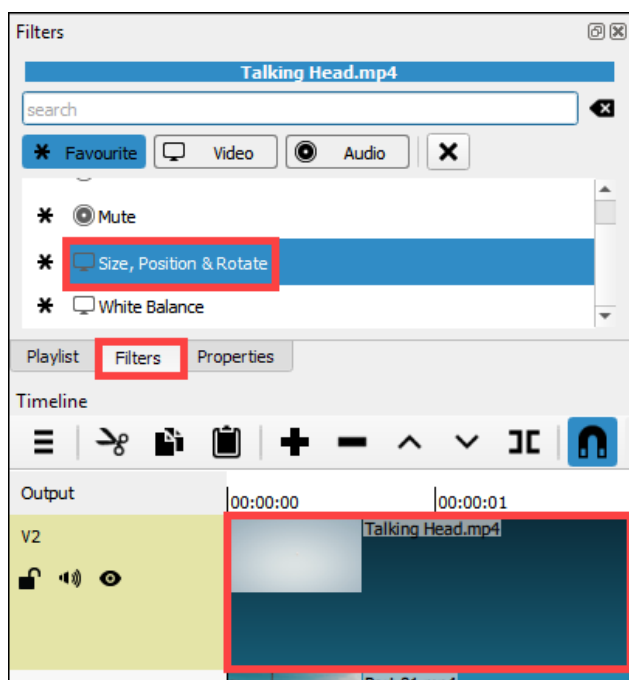 Filters
Talking Head.mp4
search
Favourite Video Audio
Mute
Size, Position & Rotate
White Balance
Playlist Filters Properties
Timeline
Output 00:00:00 00:00:01
V2 Talking Head.mp4